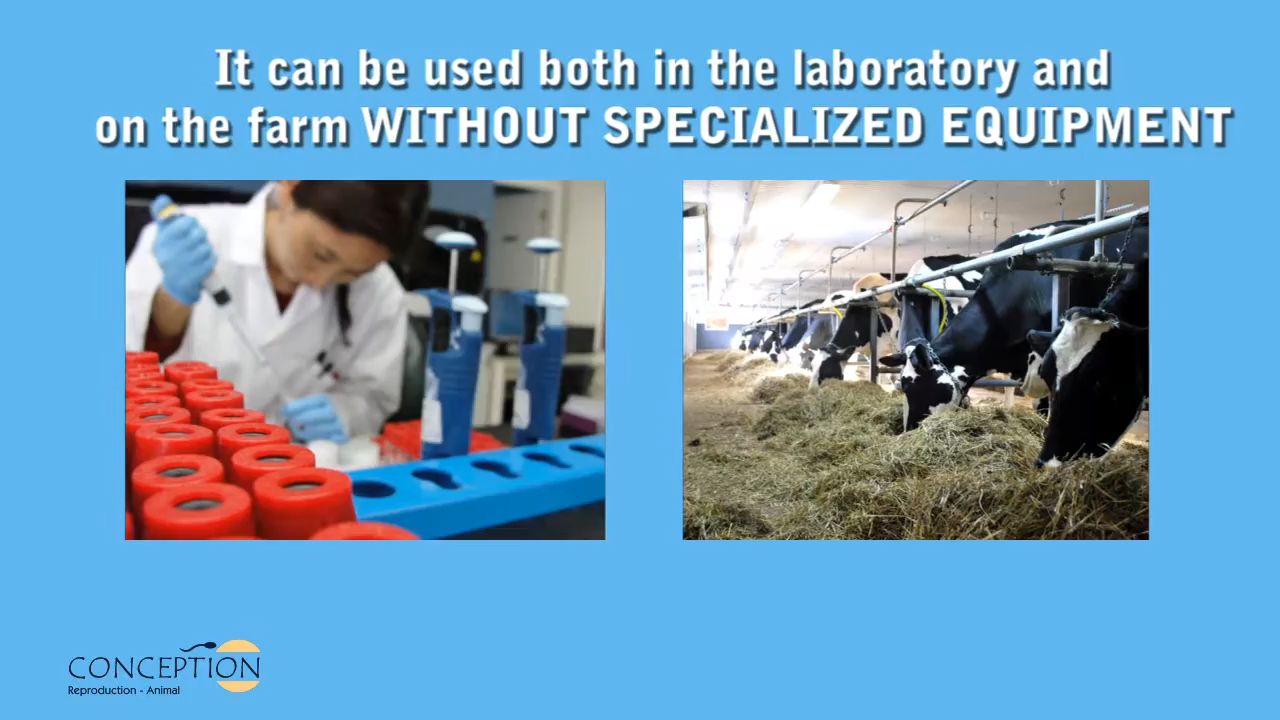 It can be used both in the laboratory and
on the farm WITHOUT SPECIALIZED EQUIPMENT
CONCEPTION
Reproduction - Animal